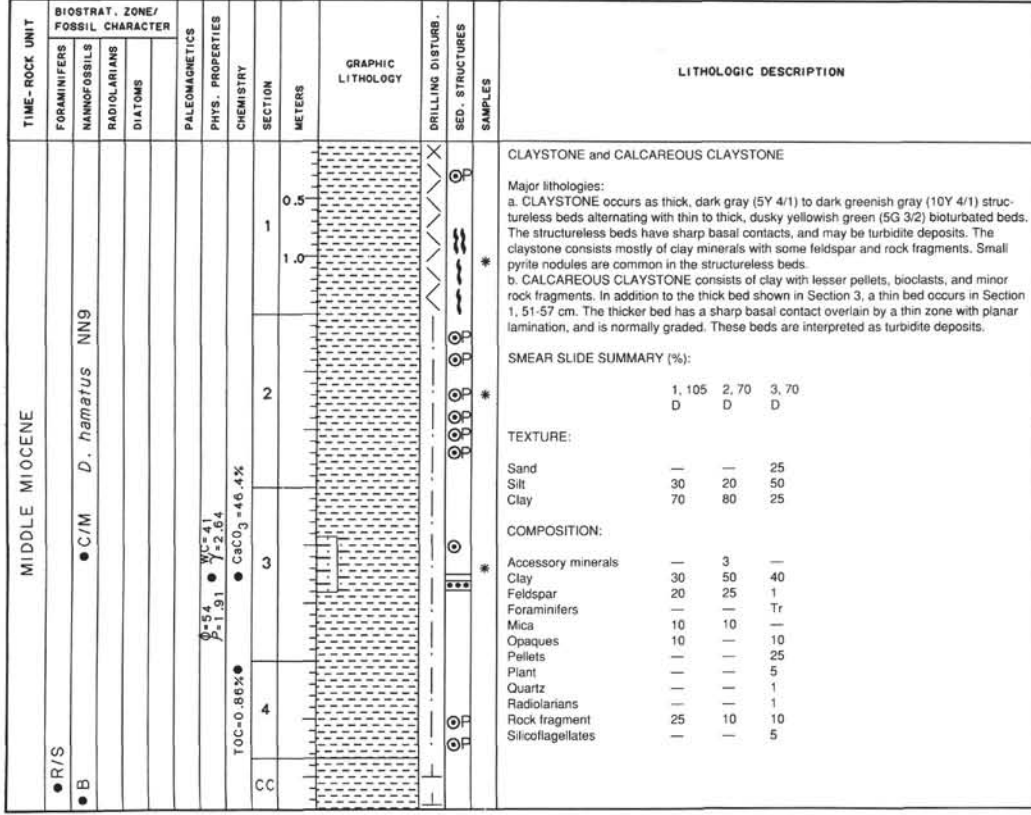 TIME-ROCK UNIT
BIOSTRAT. ZONE/
FOSSIL CHARACTER
FORAMINIFERS
NANNOFOSSILS
RADIOLARIANS
DIATOMS
PALEOMAGNETICS
PHYS. PROPERTIES
CHEMISTRY
SECTION
METERS
GRAPHIC
LITHOLOGY
DRILLING DISTURB.
SED. STRUCTURES
SAMPLES
LITHOLOGIC DESCRIPTION
MIDDLE MIOCENE
●R/S
●B
●C/M D. hamatus NN9
Φ=54 ● WC=41
ρ=1.91 γ=2.64
● CaCO3=46.4%
TOC=0.86%●
1
2
3
4
CC
0.5
1.0
P
P
P
P
P
P
P
P
P
*
*
*
CLAYSTONE and CALCAREOUS CLAYSTONE
Major lithologies:
a. CLAYSTONE occurs as thick, dark gray (5Y 4/1) to dark greenish gray (10Y 4/1) struc-
tureless beds alternating with thin to thick, dusky yellowish green (5G 3/2) bioturbated beds.
The structureless beds have sharp basal contacts, and may be turbidite deposits. The
claystone consists mostly of clay minerals with some feldspar and rock fragments. Small
pyrite nodules are common in the structureless beds.
b. CALCAREOUS CLAYSTONE consists of clay with lesser pellets, bioclasts, and minor
rock fragments. In addition to the thick bed shown in Section 3, a thin bed occurs in Section
1, 51-57 cm. The thicker bed has a sharp basal contact overlain by a thin zone with planar
lamination, and is normally graded. These beds are interpreted as turbidite deposits.
SMEAR SLIDE SUMMARY (%):
1, 105 2, 70 3, 70
D D D
TEXTURE:
Sand — — 25
Silt 30 20 50
Clay 70 80 25
COMPOSITION:
Accessory minerals — 3 —
Clay 30 50 40
Feldspar 20 25 1
Foraminifers — — Tr
Mica 10 10 —
Opaques 10 — 10
Pellets — — 25
Plant — — 5
Quartz — — 1
Radiolarians — — 1
Rock fragment 25 10 10
Silicoflagellates — — 5